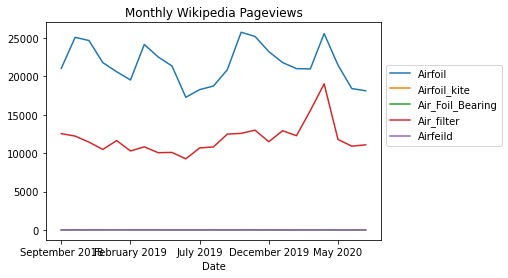 Monthly Wikipedia Pageviews
25000
20000
15000
10000
5000
0
September 2018 February 2019 July 2019 December 2019 May 2020
Date
Airfoil
Airfoil_kite
Air_Foil_Bearing
Air_filter
Airfeild